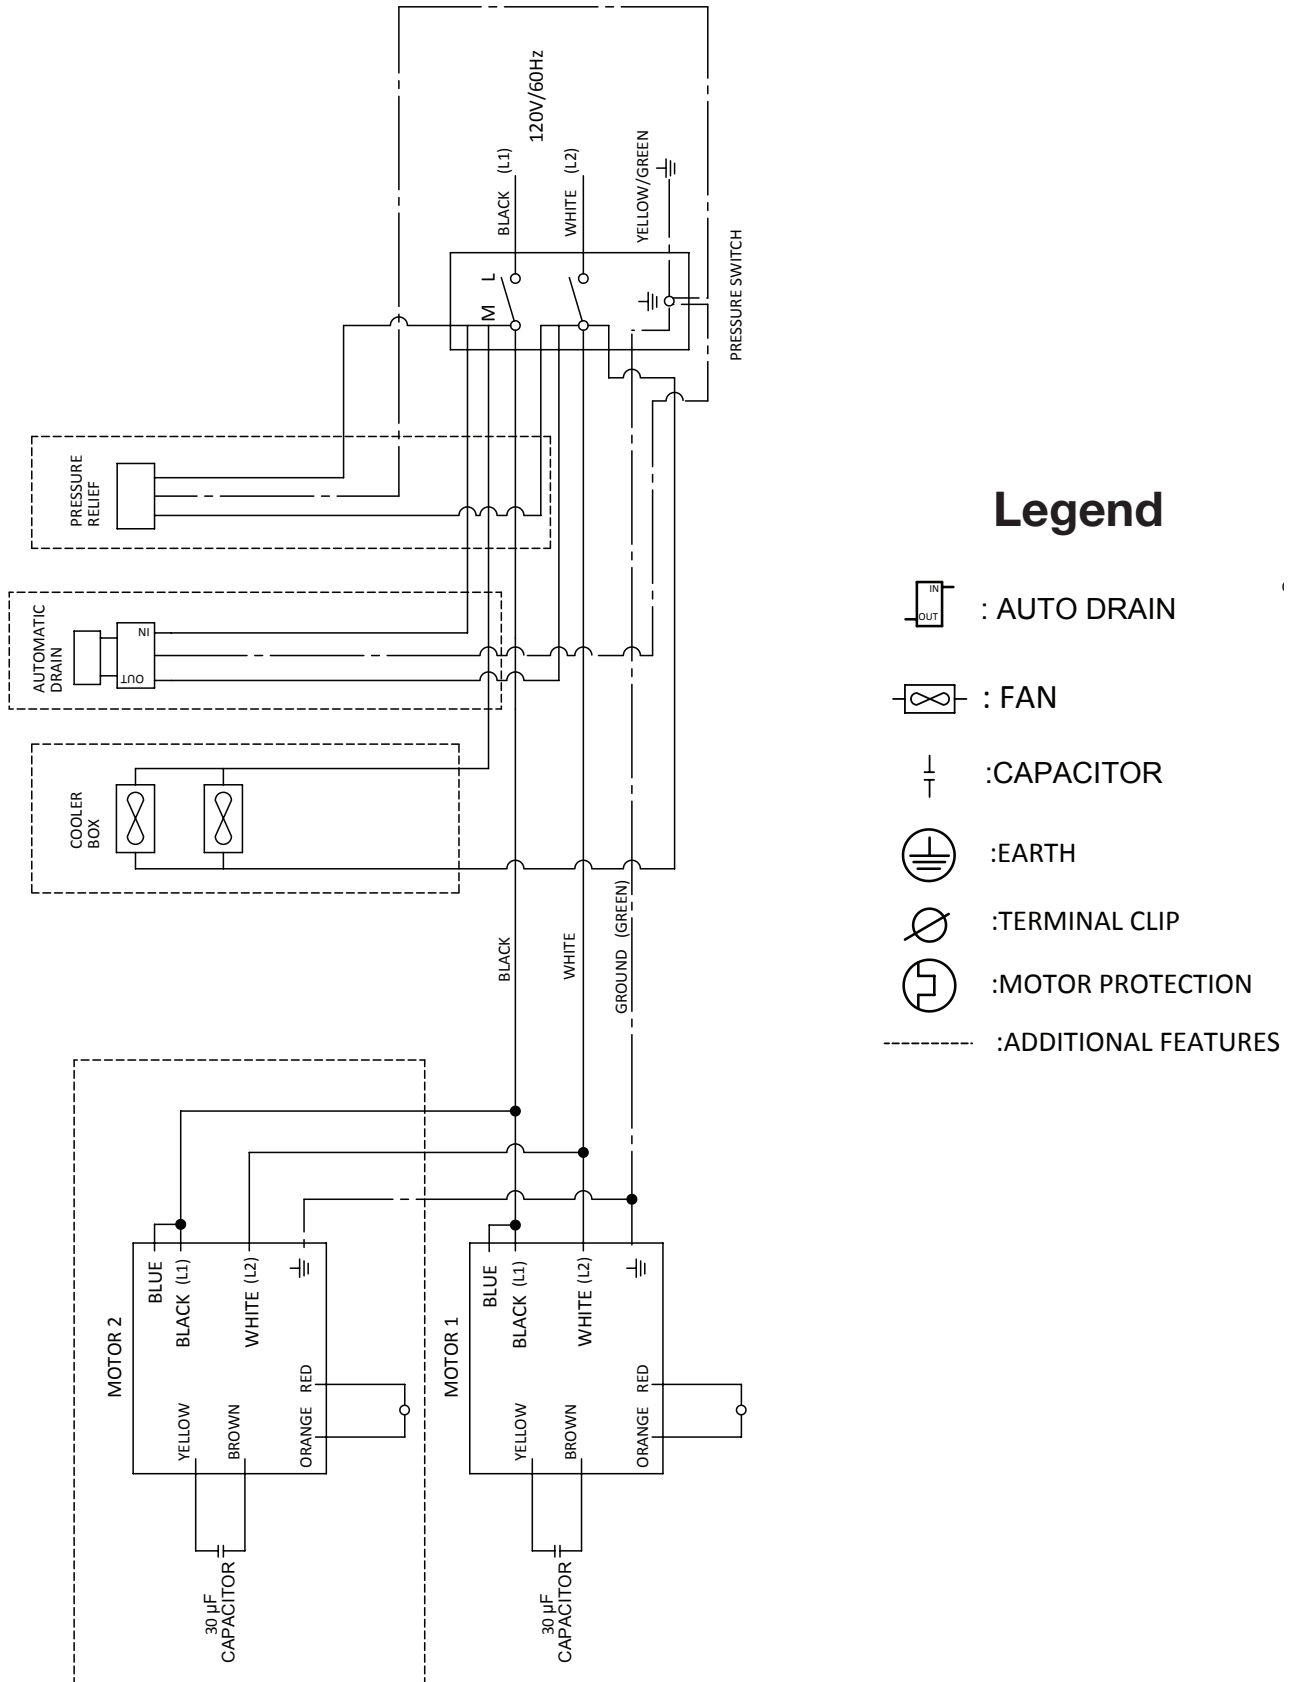 120V/60Hz
BLACK (L1)
WHITE (L2)
YELLOW/GREEN
L
M
PRESSURE SWITCH
PRESSURE
RELIEF
AUTOMATIC
DRAIN
IN
OUT
COOLER
BOX
BLACK
WHITE
GROUND (GREEN)
MOTOR 2
BLUE
BLACK (L1)
WHITE (L2)
YELLOW
BROWN
ORANGE
RED
30 µF
CAPACITOR
MOTOR 1
BLUE
BLACK (L1)
WHITE (L2)
YELLOW
BROWN
ORANGE
RED
30 µF
CAPACITOR
Legend
IN
OUT
: AUTO DRAIN
: FAN
:CAPACITOR
:EARTH
:TERMINAL CLIP
:MOTOR PROTECTION
:ADDITIONAL FEATURES